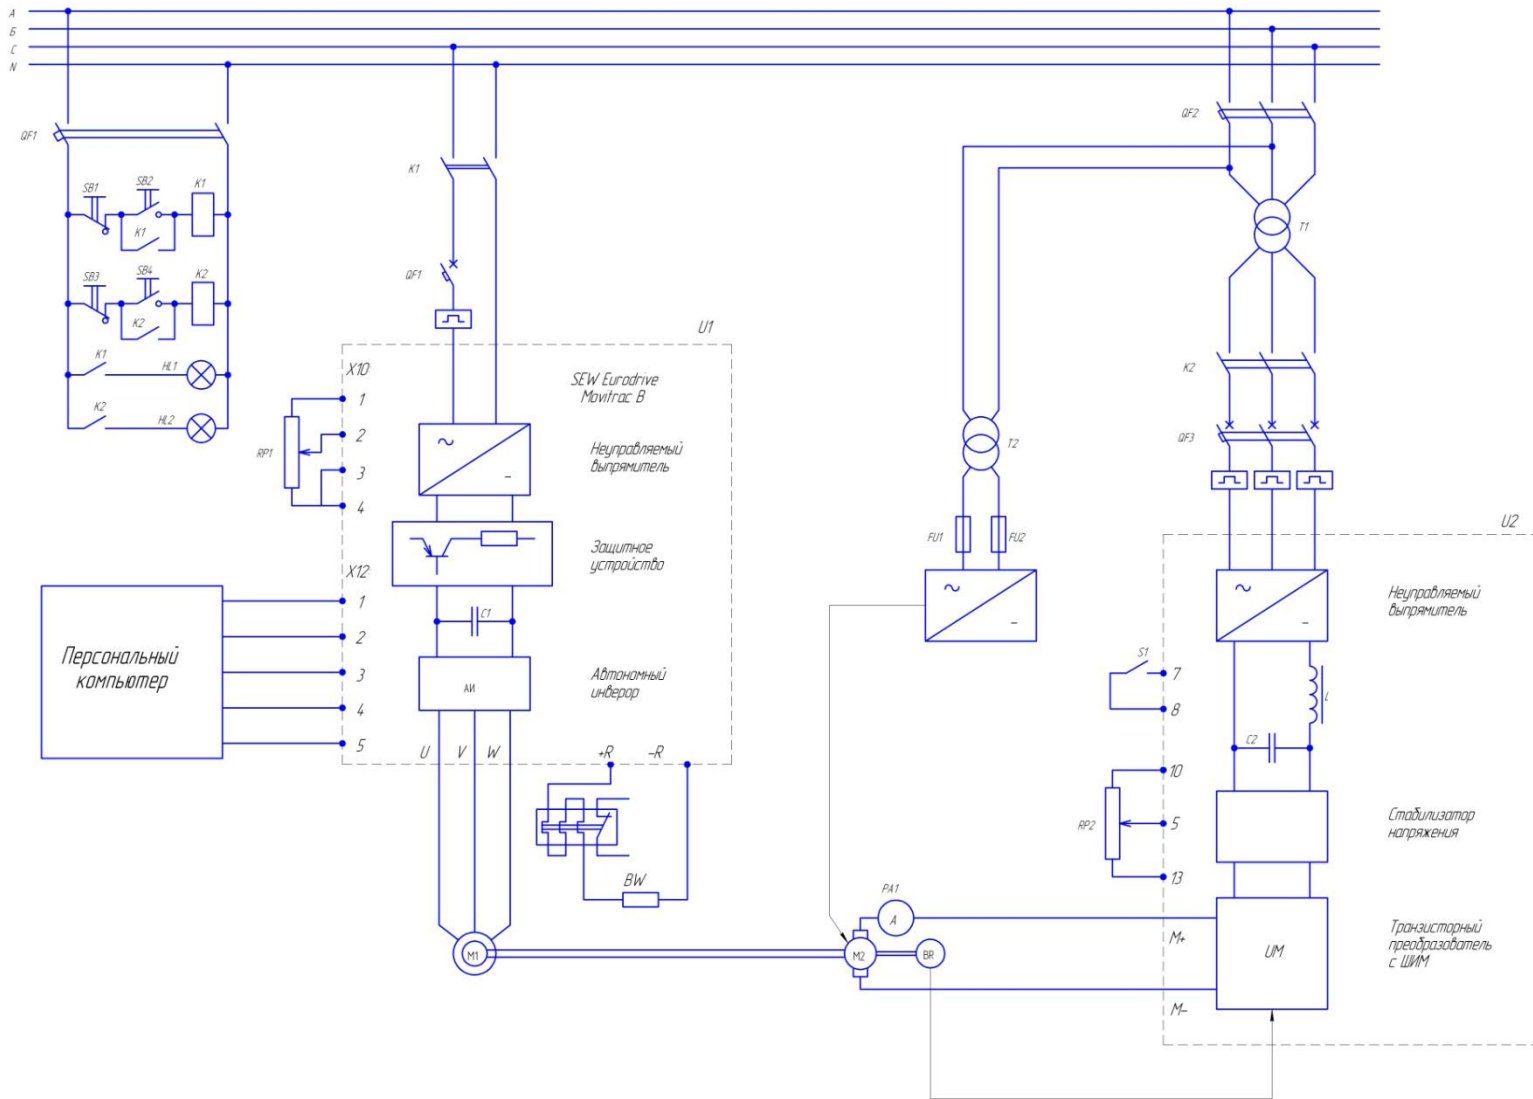 А
Б
С
N
QF1
SB1
SB2
K1
K1
SB3
SB4
K2
K2
K1
HL1
K2
HL2
K1
QF1
U1
X10
SEW Eurodrive
Movitrac B
1
2
3
4
RP1
Неуправляемый
выпрямитель
Защитное
устройство
X12
1
2
3
4
5
Персональный
компьютер
C1
АИ
Автономный
инверор
U
V
W
+R
-R
BW
M1
QF2
T1
K2
QF3
T2
FU1
FU2
U2
Неуправляемый
выпрямитель
S1
7
8
L
C2
10
5
13
RP2
Стабилизатор
напряжения
PA1
A
M2
BR
M+
M-
UM
Транзисторный
преобразователь
с ШИМ